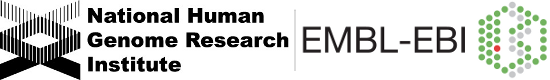 National Human
Genome Research
Institute
EMBL-EBI